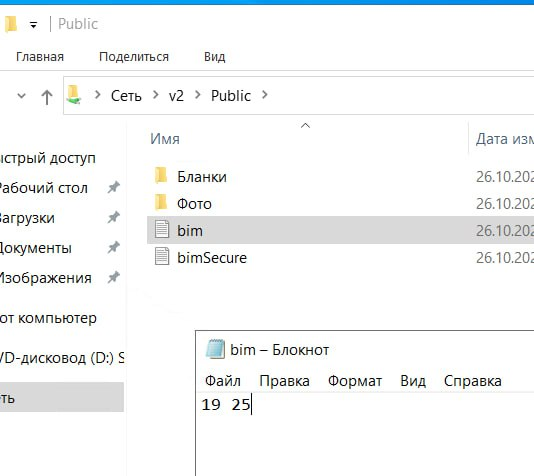 Public
Главная Поделиться Вид
Сеть v2 Public
Имя Дата изм
ыстрый доступ
Рабочий стол
Загрузки
Документы
Изображения
от компьютер
VD-дисковод (D:) S
еть
Бланки 26.10.202
Фото 26.10.202
bim 26.10.202
bimSecure 26.10.202
bim – Блокнот
Файл Правка Формат Вид Справка
19 25